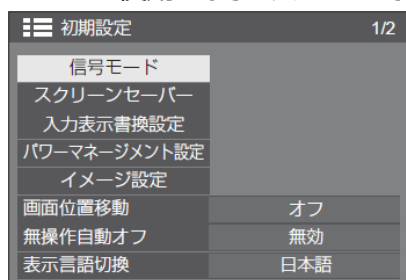 初期設定 1/2
信号モード
スクリーンセーバー
入力表示書換設定
パワーマネージメント設定
イメージ設定
画面位置移動 オフ
無操作自動オフ 無効
表示言語切換 日本語